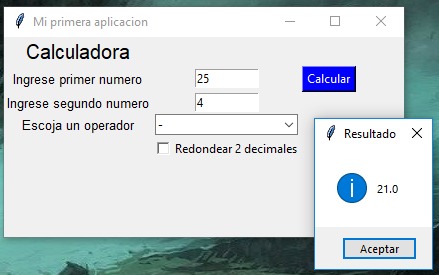 Mi primera aplicacion
Calculadora
Ingrese primer numero 25 Calcular
Ingrese segundo numero 4
Escoja un operador -
Redondear 2 decimales
Resultado
21.0
Aceptar